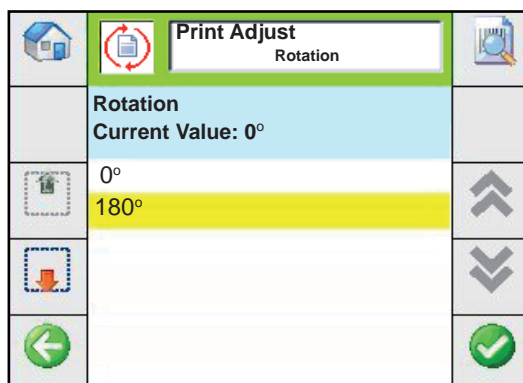 Print Adjust
Rotation
Rotation
Current Value: 0º
0º
180º